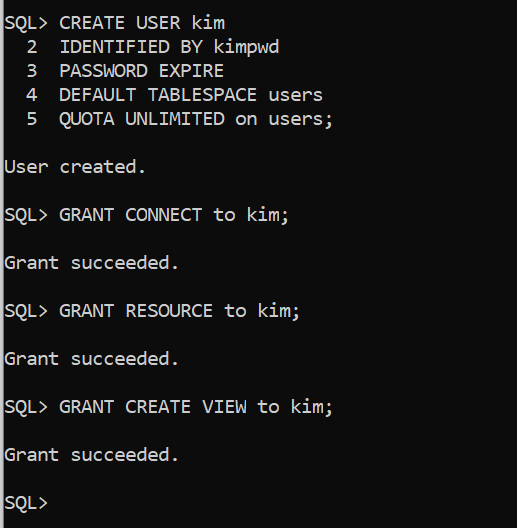 SQL> CREATE USER kim
2 IDENTIFIED BY kimpwd
3 PASSWORD EXPIRE
4 DEFAULT TABLESPACE users
5 QUOTA UNLIMITED on users;
User created.
SQL> GRANT CONNECT to kim;
Grant succeeded.
SQL> GRANT RESOURCE to kim;
Grant succeeded.
SQL> GRANT CREATE VIEW to kim;
Grant succeeded.
SQL>